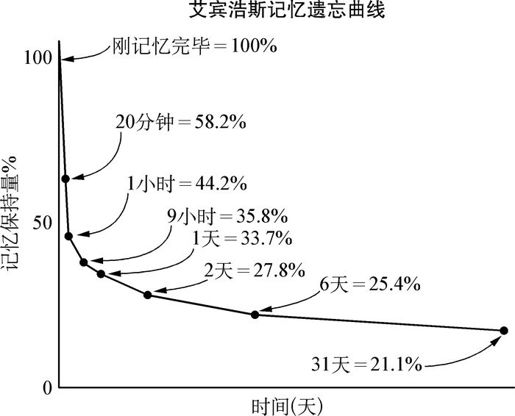 艾宾浩斯记忆遗忘曲线
100
刚记忆完毕=100%
20分钟=58.2%
1小时=44.2%
9小时=35.8%
1天=33.7%
2天=27.8%
6天=25.4%
31天=21.1%
50
0
记忆保持量%
时间(天)